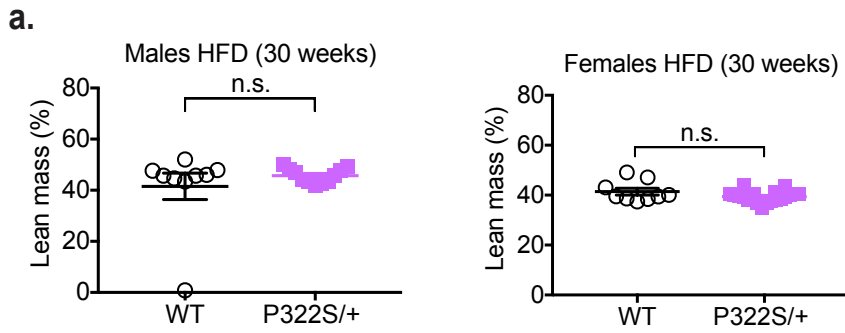 a.
Males HFD (30 weeks)
n.s.
Lean mass (%)
80
60
40
20
0
WT
P322S/+
Females HFD (30 weeks)
n.s.
Lean mass (%)
80
60
40
20
0
WT
P322S/+